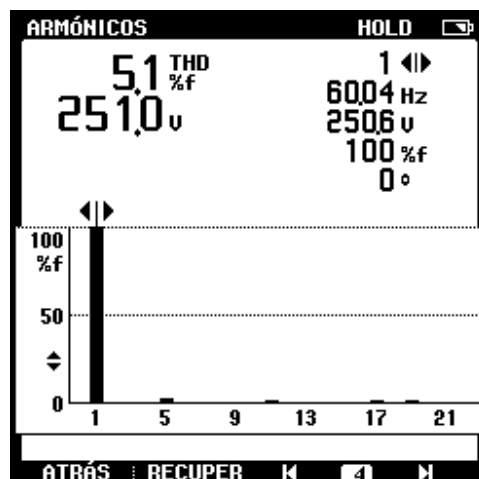 ARMÓNICOS HOLD
5.1 THD %f
251.0 V
1
60.04 Hz
250.6 V
100 %f
0 °
100
%f
50
0
1 5 9 13 17 21
ATRÁS RECUPER 4